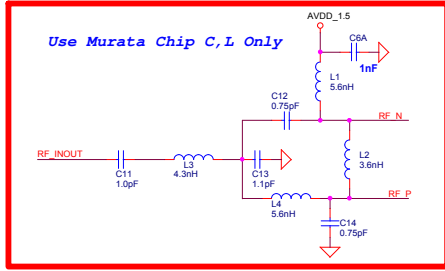 AVDD_1.5
Use Murata Chip C,L Only
C6A
1nF
L1
5.6nH
C12
0.75pF
RF_N
RF_INOUT
C11
1.0pF
L3
4.3nH
C13
1.1pF
L2
3.6nH
L4
5.6nH
RF_P
C14
0.75pF